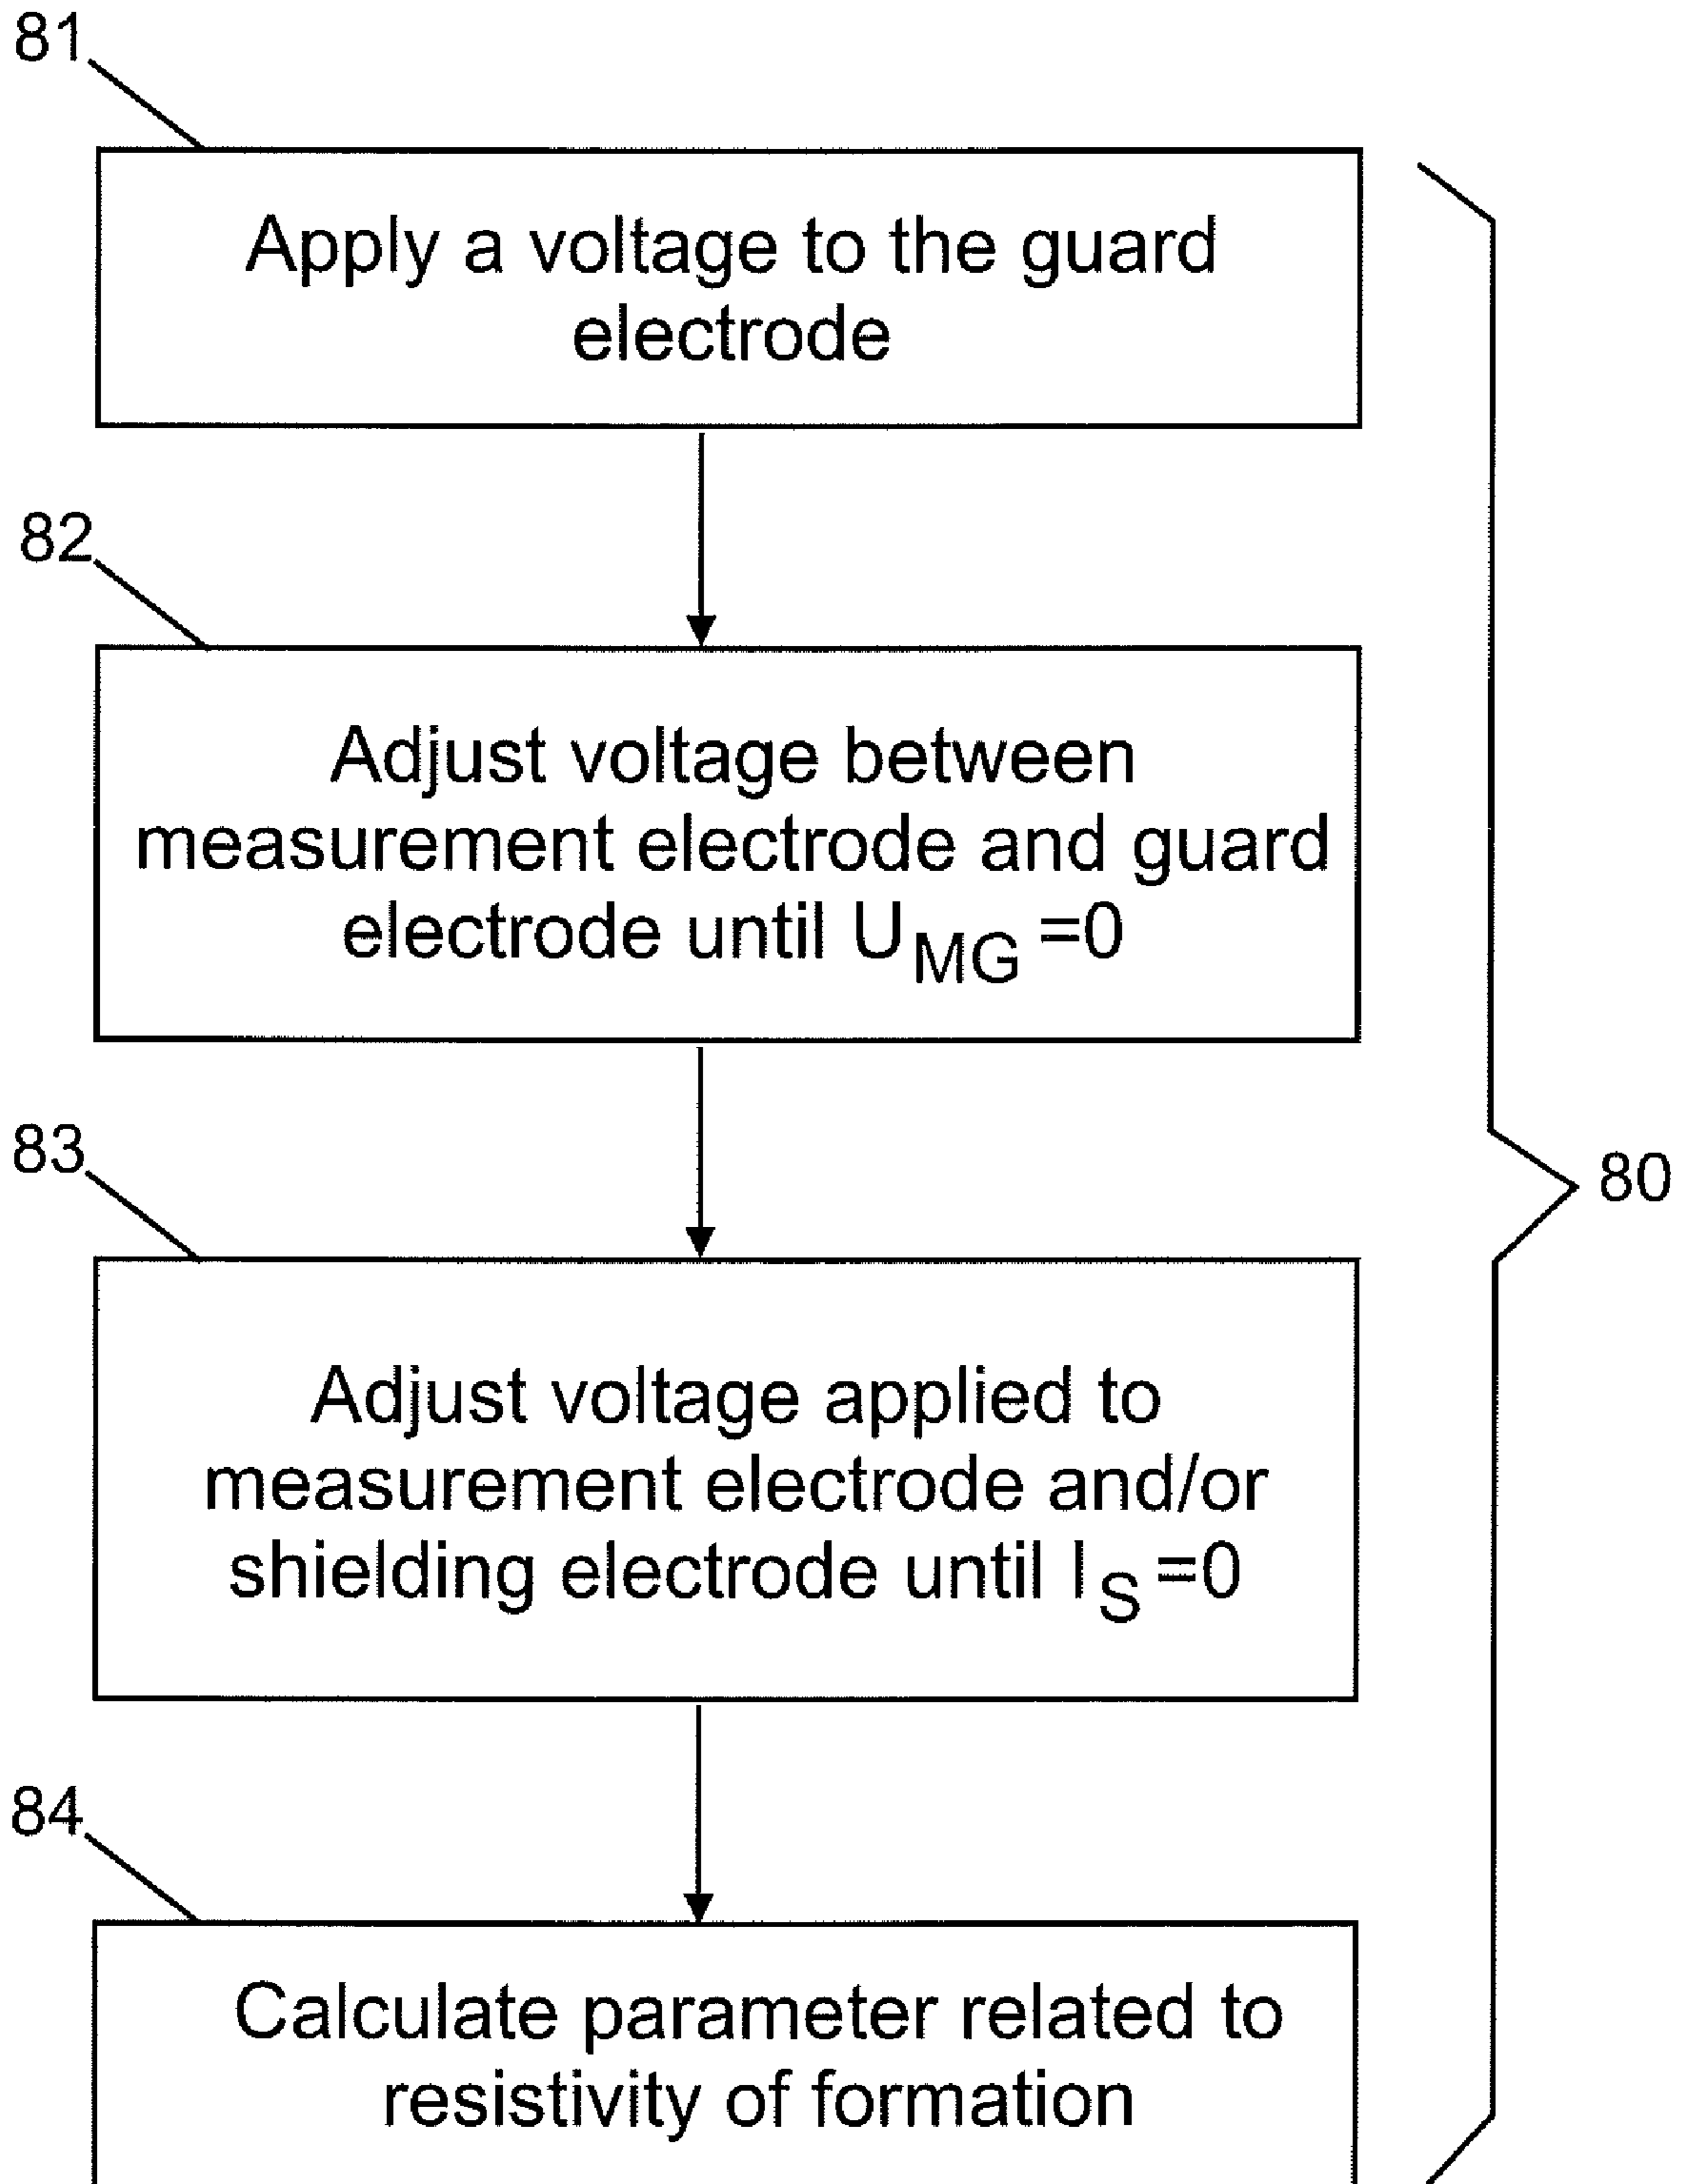 81
Apply a voltage to the guard
electrode
82
Adjust voltage between
measurement electrode and guard
electrode until U_MG =0
83
80
Adjust voltage applied to
measurement electrode and/or
shielding electrode until I_S =0
84
Calculate parameter related to
resistivity of formation